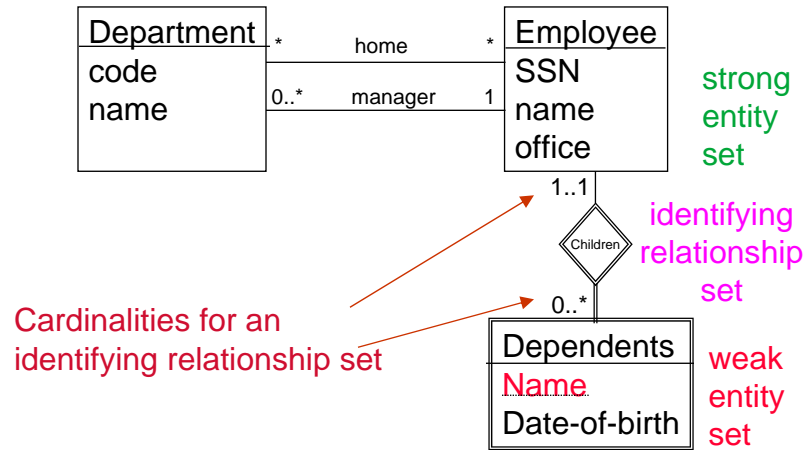 Department
code
name
* home *
0..* manager 1
Employee
SSN
name
office
strong
entity
set
1..1
Children
identifying
relationship
set
0..*
Cardinalities for an
identifying relationship set
Dependents
Name
Date-of-birth
weak
entity
set